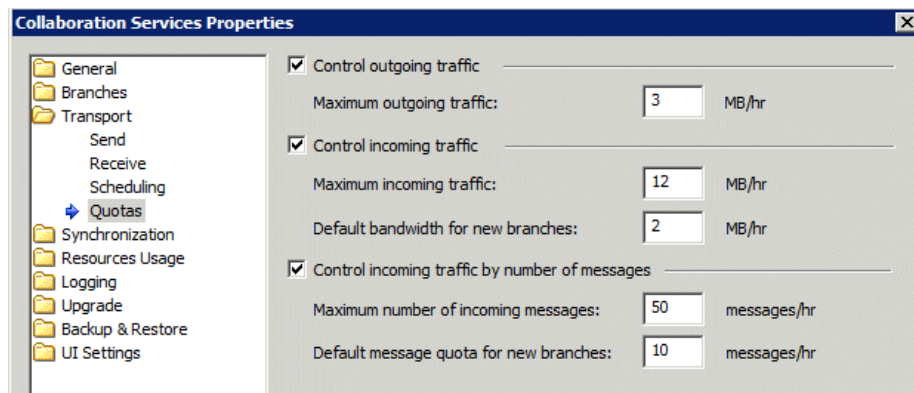 Collaboration Services Properties
General
Branches
Transport
Send
Receive
Scheduling
Quotas
Synchronization
Resources Usage
Logging
Upgrade
Backup & Restore
UI Settings
Control outgoing traffic
Maximum outgoing traffic: 3 MB/hr
Control incoming traffic
Maximum incoming traffic: 12 MB/hr
Default bandwidth for new branches: 2 MB/hr
Control incoming traffic by number of messages
Maximum number of incoming messages: 50 messages/hr
Default message quota for new branches: 10 messages/hr